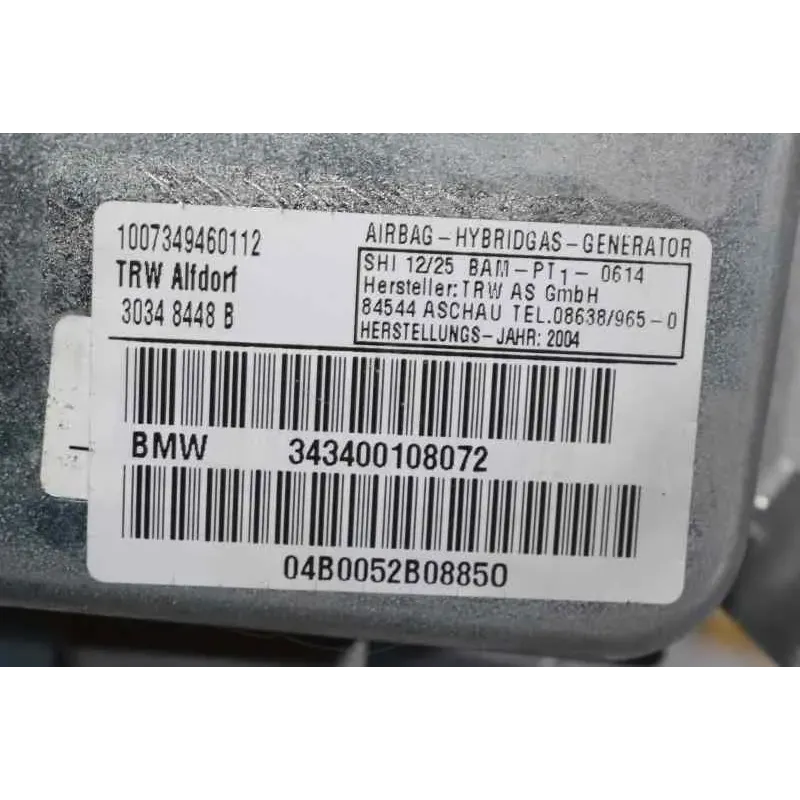 1007349460112
TRW Alfdorf
3034 8448 B
AIRBAG-HYBRIDGAS-GENERATOR
SHI 12/25 BAM-PT1-0614
Hersteller: TRW AS GmbH
84544 ASCHAU TEL.08638/965-0
HERSTELLUNGS-JAHR: 2004
BMW 343400108072
04B0052B08850